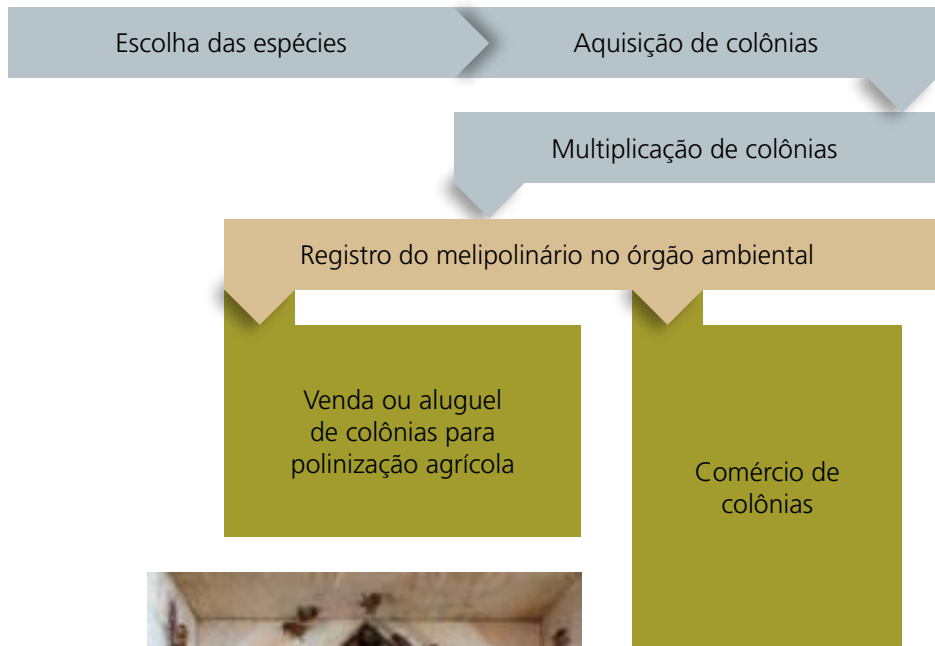 Escolha das espécies
Aquisição de colônias
Multiplicação de colônias
Registro do melipolinário no órgão ambiental
Venda ou aluguel
de colônias para
polinização agrícola
Comércio de
colônias